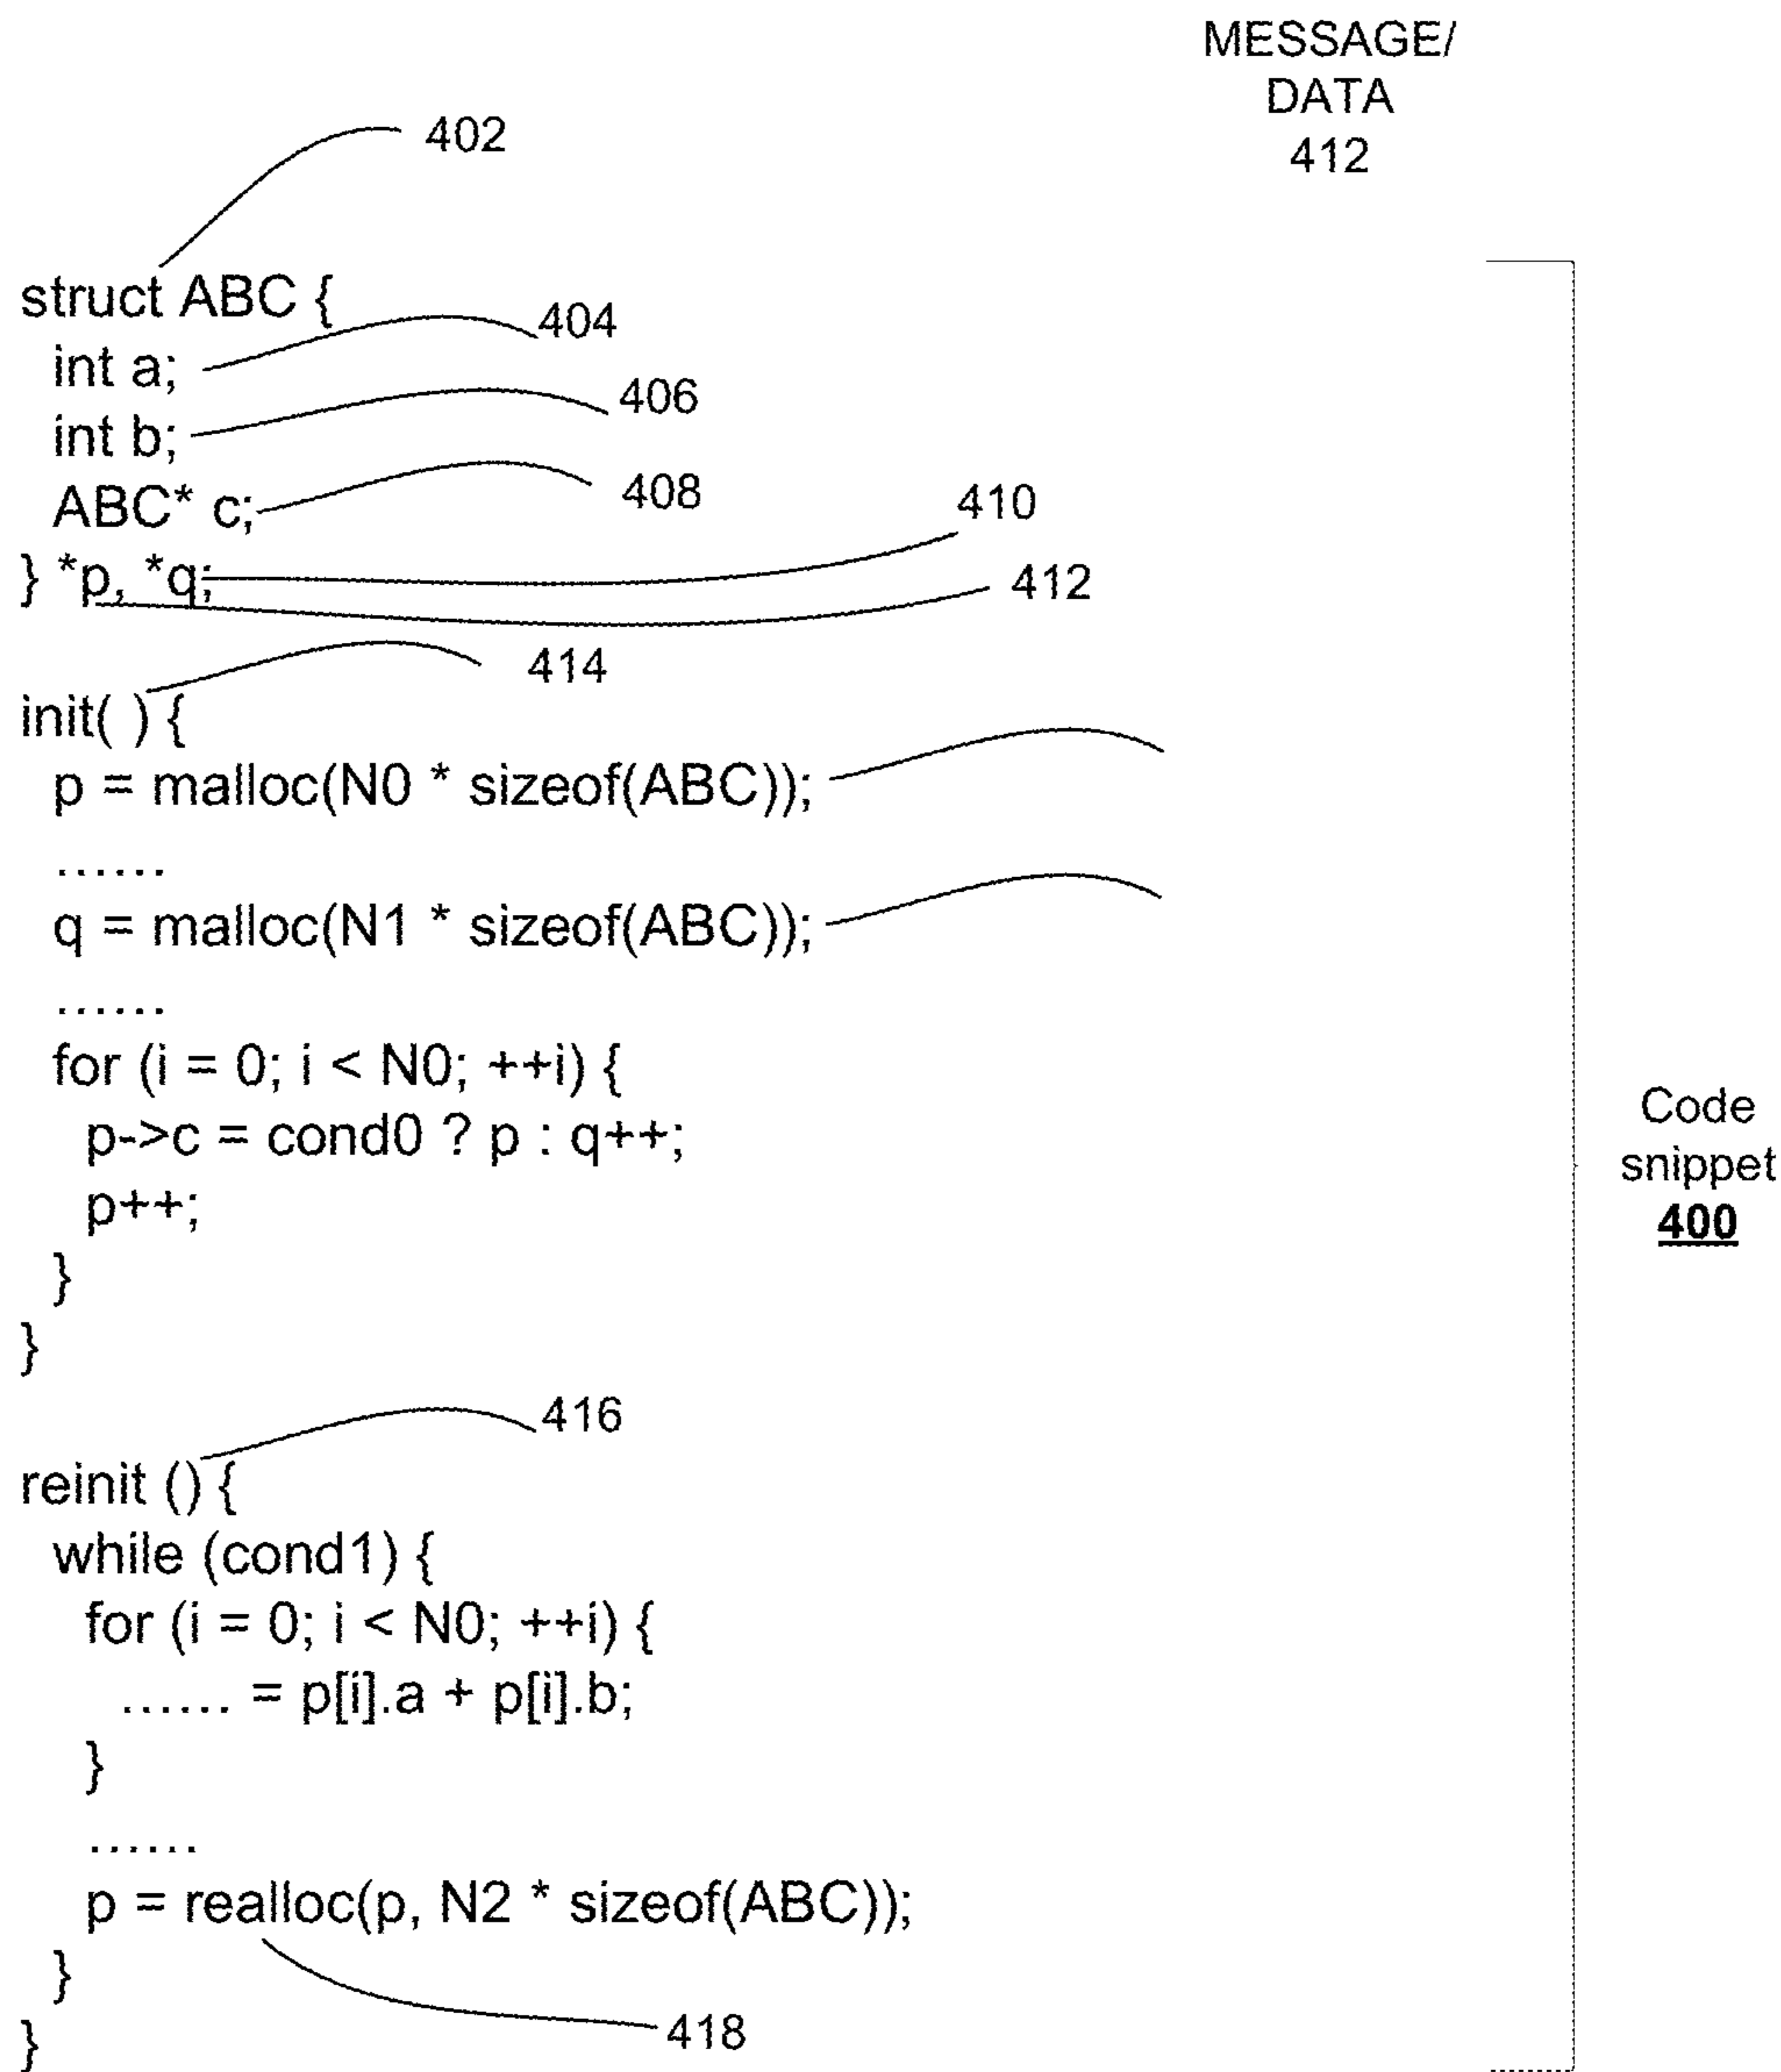 MESSAGE/
DATA
412
402
struct ABC {
404
int a;
406
int b;
408
ABC* c;
410
} *p, *q;
412
414
init( ) {
p = malloc(N0 * sizeof(ABC));
......
q = malloc(N1 * sizeof(ABC));
......
for (i = 0; i < N0; ++i) {
p->c = cond0 ? p : q++;
p++;
}
}
Code
snippet
400
416
reinit () {
while (cond1) {
for (i = 0; i < N0; ++i) {
...... = p[i].a + p[i].b;
}
......
p = realloc(p, N2 * sizeof(ABC));
}
418
}